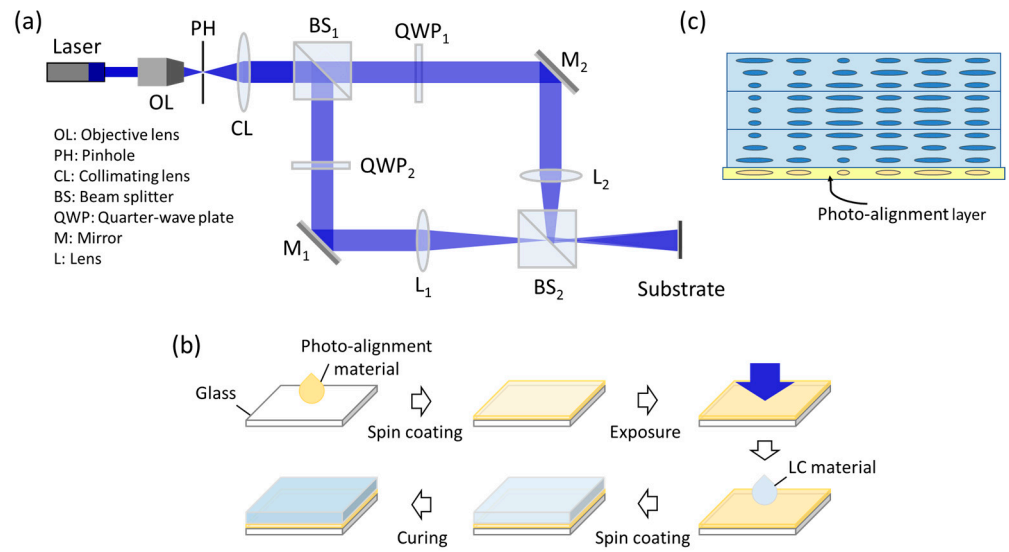 (a)
Laser
OL
PH
CL
BS₁
QWP₁
M₂
QWP₂
L₂
M₁
L₁
BS₂
Substrate
OL: Objective lens
PH: Pinhole
CL: Collimating lens
BS: Beam splitter
QWP: Quarter-wave plate
M: Mirror
L: Lens
(c)
Photo-alignment layer
(b)
Photo-alignment
material
Glass
Spin coating
Exposure
LC material
Spin coating
Curing